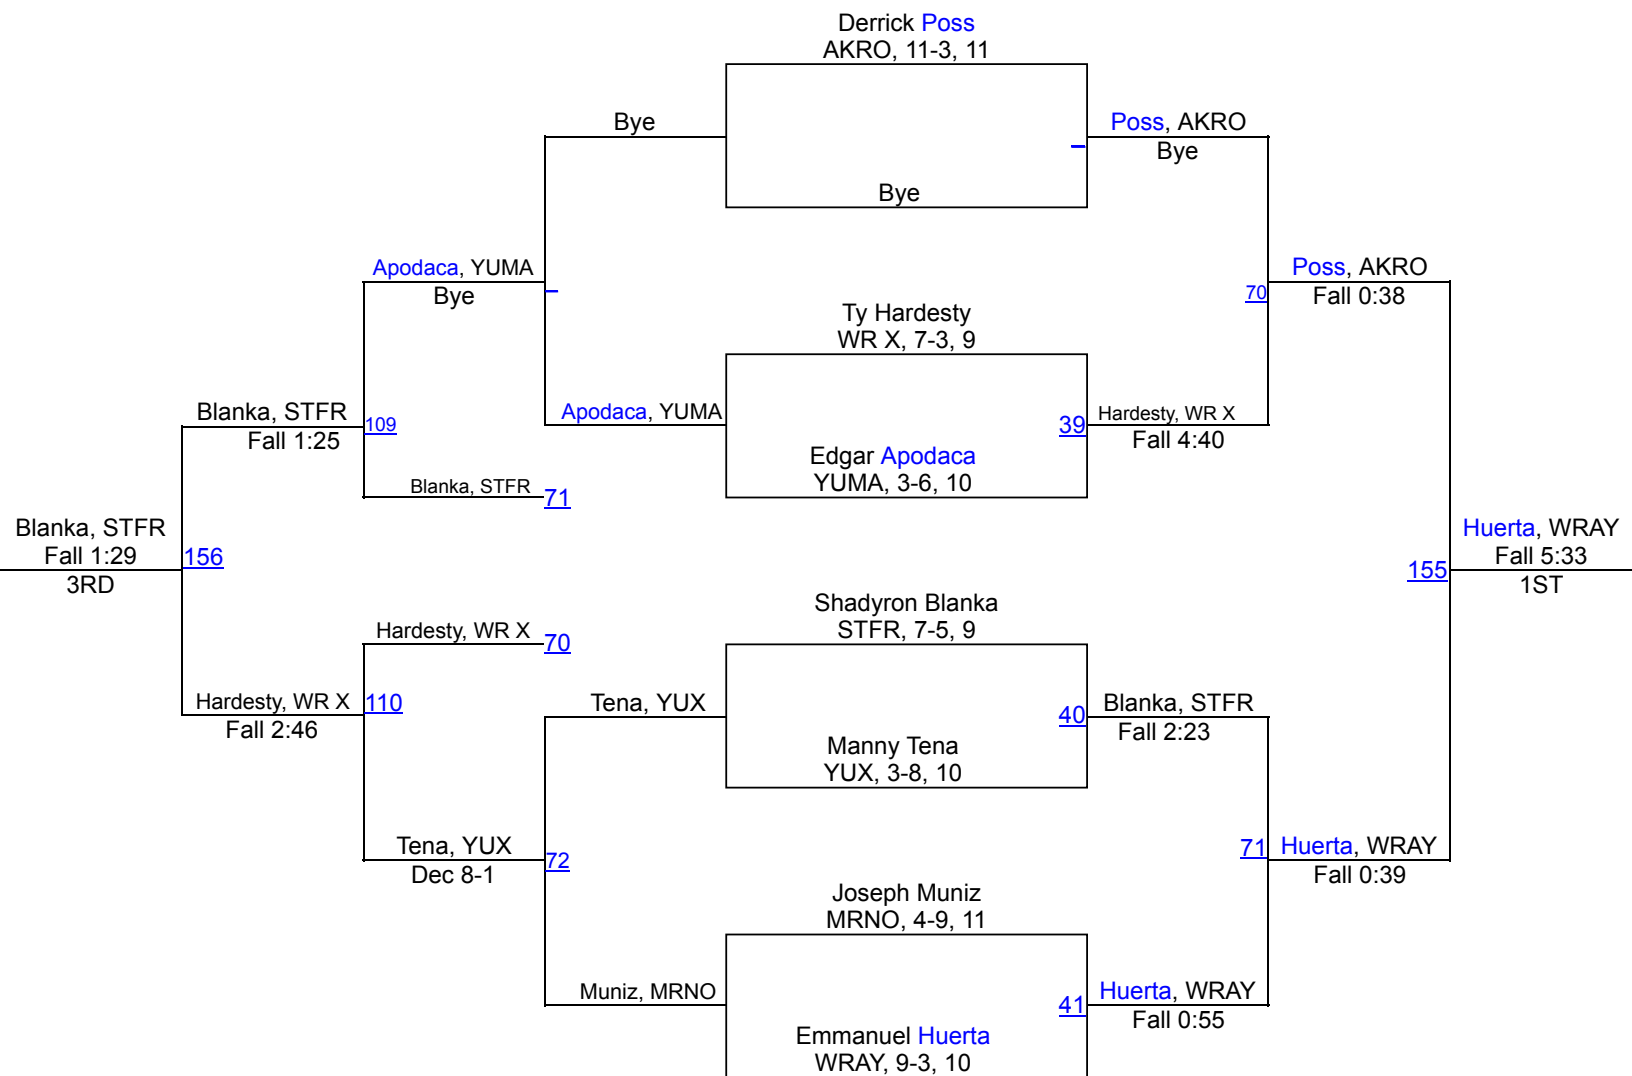 Derrick Poss
AKRO, 11-3, 11
Bye
Poss, AKRO
–
Bye
Bye
Apodaca, YUMA
Bye
–
Poss, AKRO
70
Fall 0:38
Ty Hardesty
WR X, 7-3, 9
Blanka, STFR
109
Fall 1:25
Apodaca, YUMA
39
Hardesty, WR X
Fall 4:40
Edgar Apodaca
YUMA, 3-6, 10
Blanka, STFR
71
Blanka, STFR
Fall 1:29
156
3RD
Huerta, WRAY
Fall 5:33
155
1ST
Shadyron Blanka
STFR, 7-5, 9
Hardesty, WR X
70
Hardesty, WR X
110
Fall 2:46
Tena, YUX
40
Blanka, STFR
Fall 2:23
Manny Tena
YUX, 3-8, 10
Tena, YUX
72
Dec 8-1
71
Huerta, WRAY
Fall 0:39
Joseph Muniz
MRNO, 4-9, 11
Muniz, MRNO
41
Huerta, WRAY
Fall 0:55
Emmanuel Huerta
WRAY, 9-3, 10